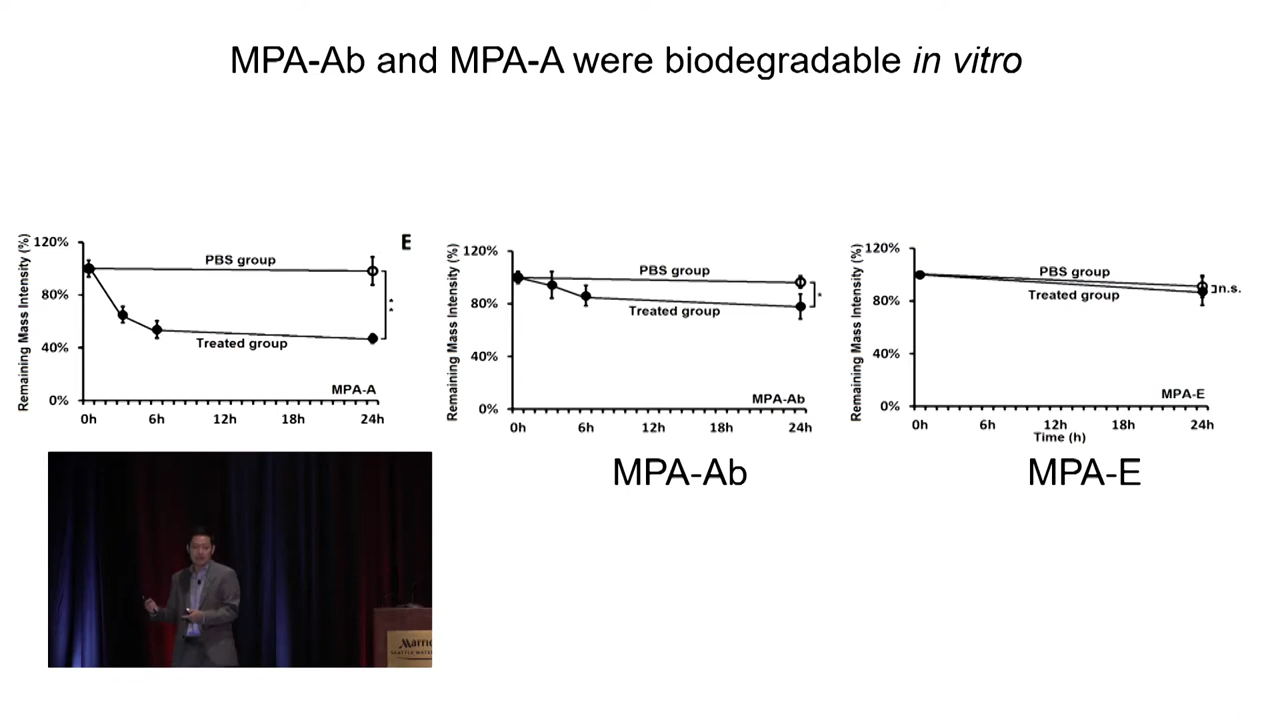 MPA-Ab and MPA-A were biodegradable in vitro
Remaining Mass Intensity (%)
120%
80%
40%
0%
PBS group
Treated group
*
*
MPA-A
0h 6h 12h 18h 24h
E
Remaining Mass Intensity (%)
120%
80%
40%
0%
PBS group
Treated group
*
MPA-Ab
0h 6h 12h 18h 24h
MPA-Ab
Remaining Mass Intensity (%)
120%
80%
40%
0%
PBS group
Treated group
n.s.
MPA-E
0h 6h 12h 18h 24h
Time (h)
MPA-E
SEATTLE